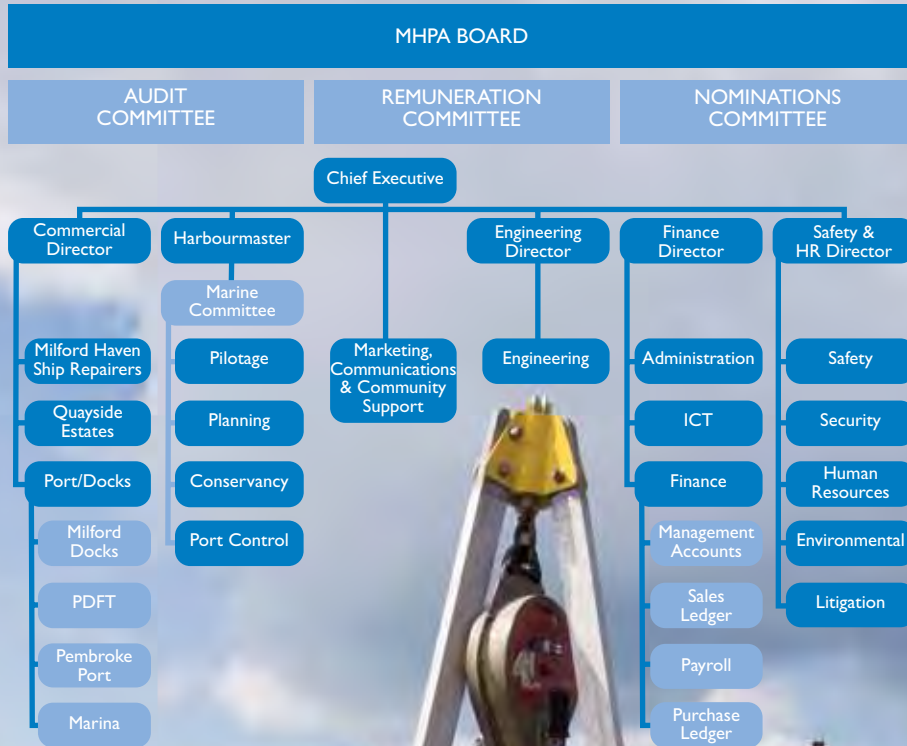 MHPA BOARD
AUDIT
COMMITTEE
REMUNERATION
COMMITTEE
NOMINATIONS
COMMITTEE
Chief Executive
Commercial
Director
Harbourmaster
Engineering
Director
Finance
Director
Safety &
HR Director
Marine
Committee
Milford Haven
Ship Repairers
Pilotage
Marketing,
Communications
& Community
Support
Engineering
Administration
Safety
Quayside
Estates
Planning
ICT
Security
Port/Docks
Conservancy
Finance
Human
Resources
Milford
Docks
Port Control
Management
Accounts
Environmental
PDFT
Sales
Ledger
Litigation
Pembroke
Port
Payroll
Marina
Purchase
Ledger